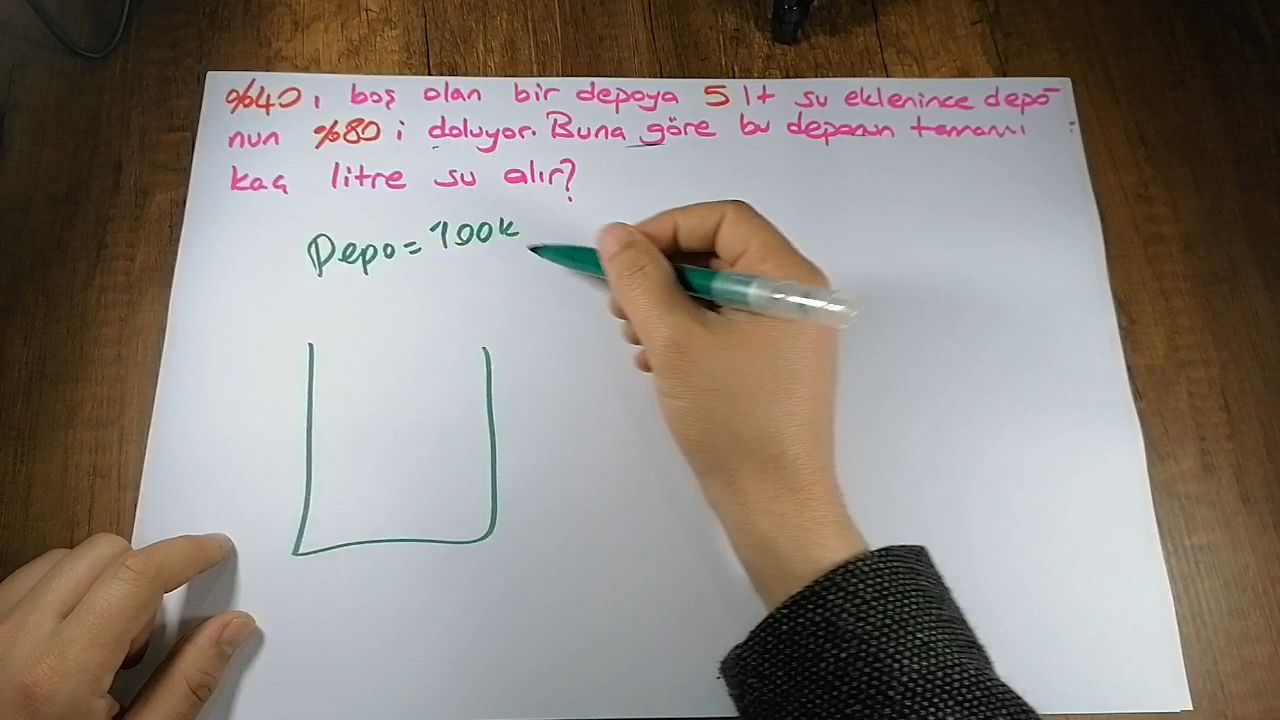 %40 ı boş olan bir depoya 5 lt su eklenince depo
nun %80 i doluyor. Buna göre bu deponun tamamı
kaç litre su alır?
Depo = 100k